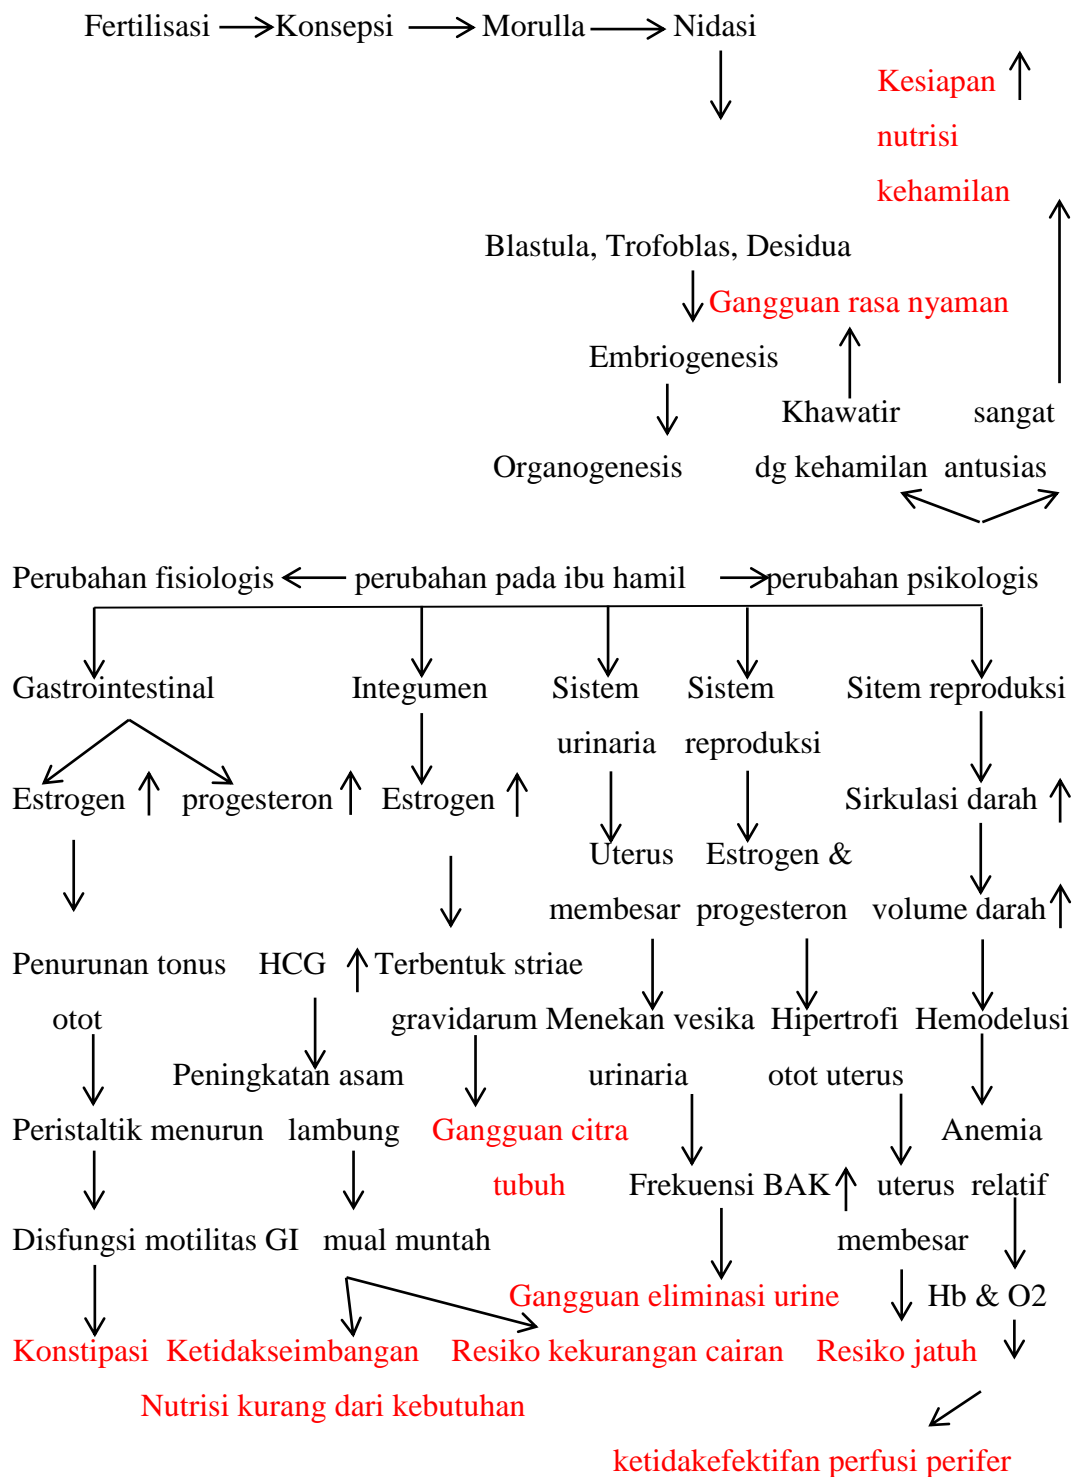 Fertilisasi Konsepsi Morulla Nidasi
Kesiapan
nutrisi
kehamilan
Blastula, Trofoblas, Desidua
Gangguan rasa nyaman
Embriogenesis
Khawatir sangat
Organogenesis dg kehamilan antusias
Perubahan fisiologis perubahan pada ibu hamil perubahan psikologis
Gastrointestinal Integumen Sistem Sistem Sitem reproduksi
urinaria reproduksi
Estrogen progesteron Estrogen Sirkulasi darah
Uterus Estrogen &
membesar progesteron volume darah
Penurunan tonus HCG Terbentuk striae
otot gravidarum Menekan vesika Hipertrofi Hemodelusi
Peningkatan asam urinaria otot uterus
Peristaltik menurun lambung Gangguan citra Anemia
tubuh Frekuensi BAK uterus relatif
Disfungsi motilitas GI mual muntah membesar
Gangguan eliminasi urine Hb & O2
Konstipasi Ketidakseimbangan Resiko kekurangan cairan Resiko jatuh
Nutrisi kurang dari kebutuhan
ketidakefektifan perfusi perifer